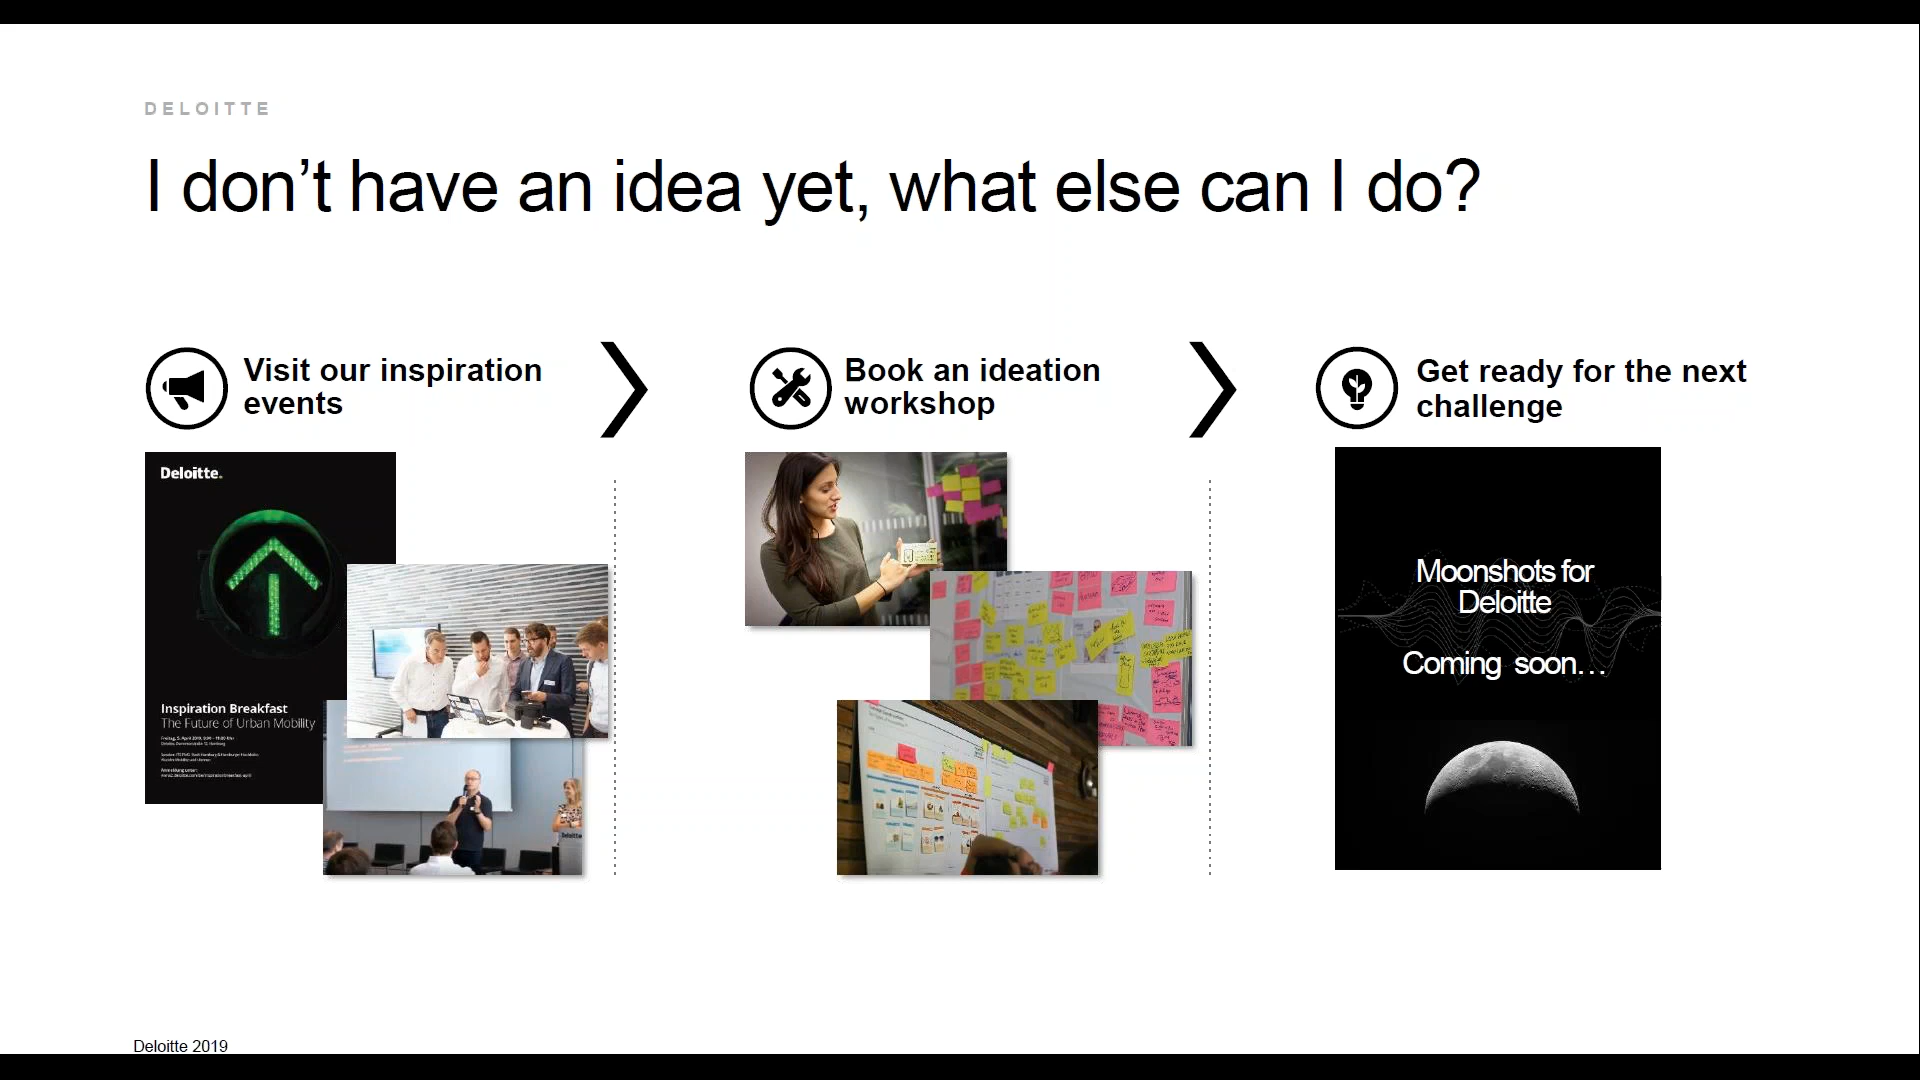 DELOITTE
I don’t have an idea yet, what else can I do?
Visit our inspiration
events
Book an ideation
workshop
Get ready for the next
challenge
Deloitte.
Inspiration Breakfast
The Future of Urban Mobility
Moonshots for
Deloitte
Coming soon…
Deloitte
Deloitte 2019